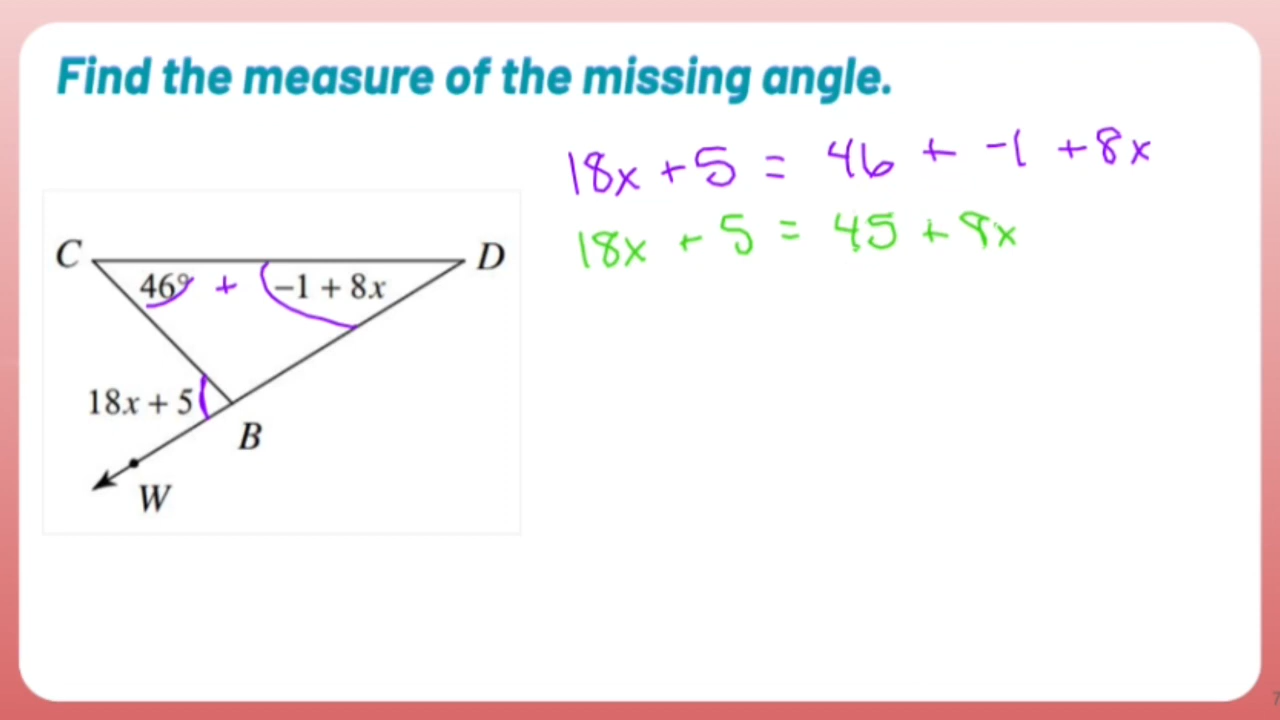 Find the measure of the missing angle.
18x + 5 = 46 + -1 + 8x
18x + 5 = 45 + 8x
C
D
46° + -1 + 8x
18x + 5
B
W
7